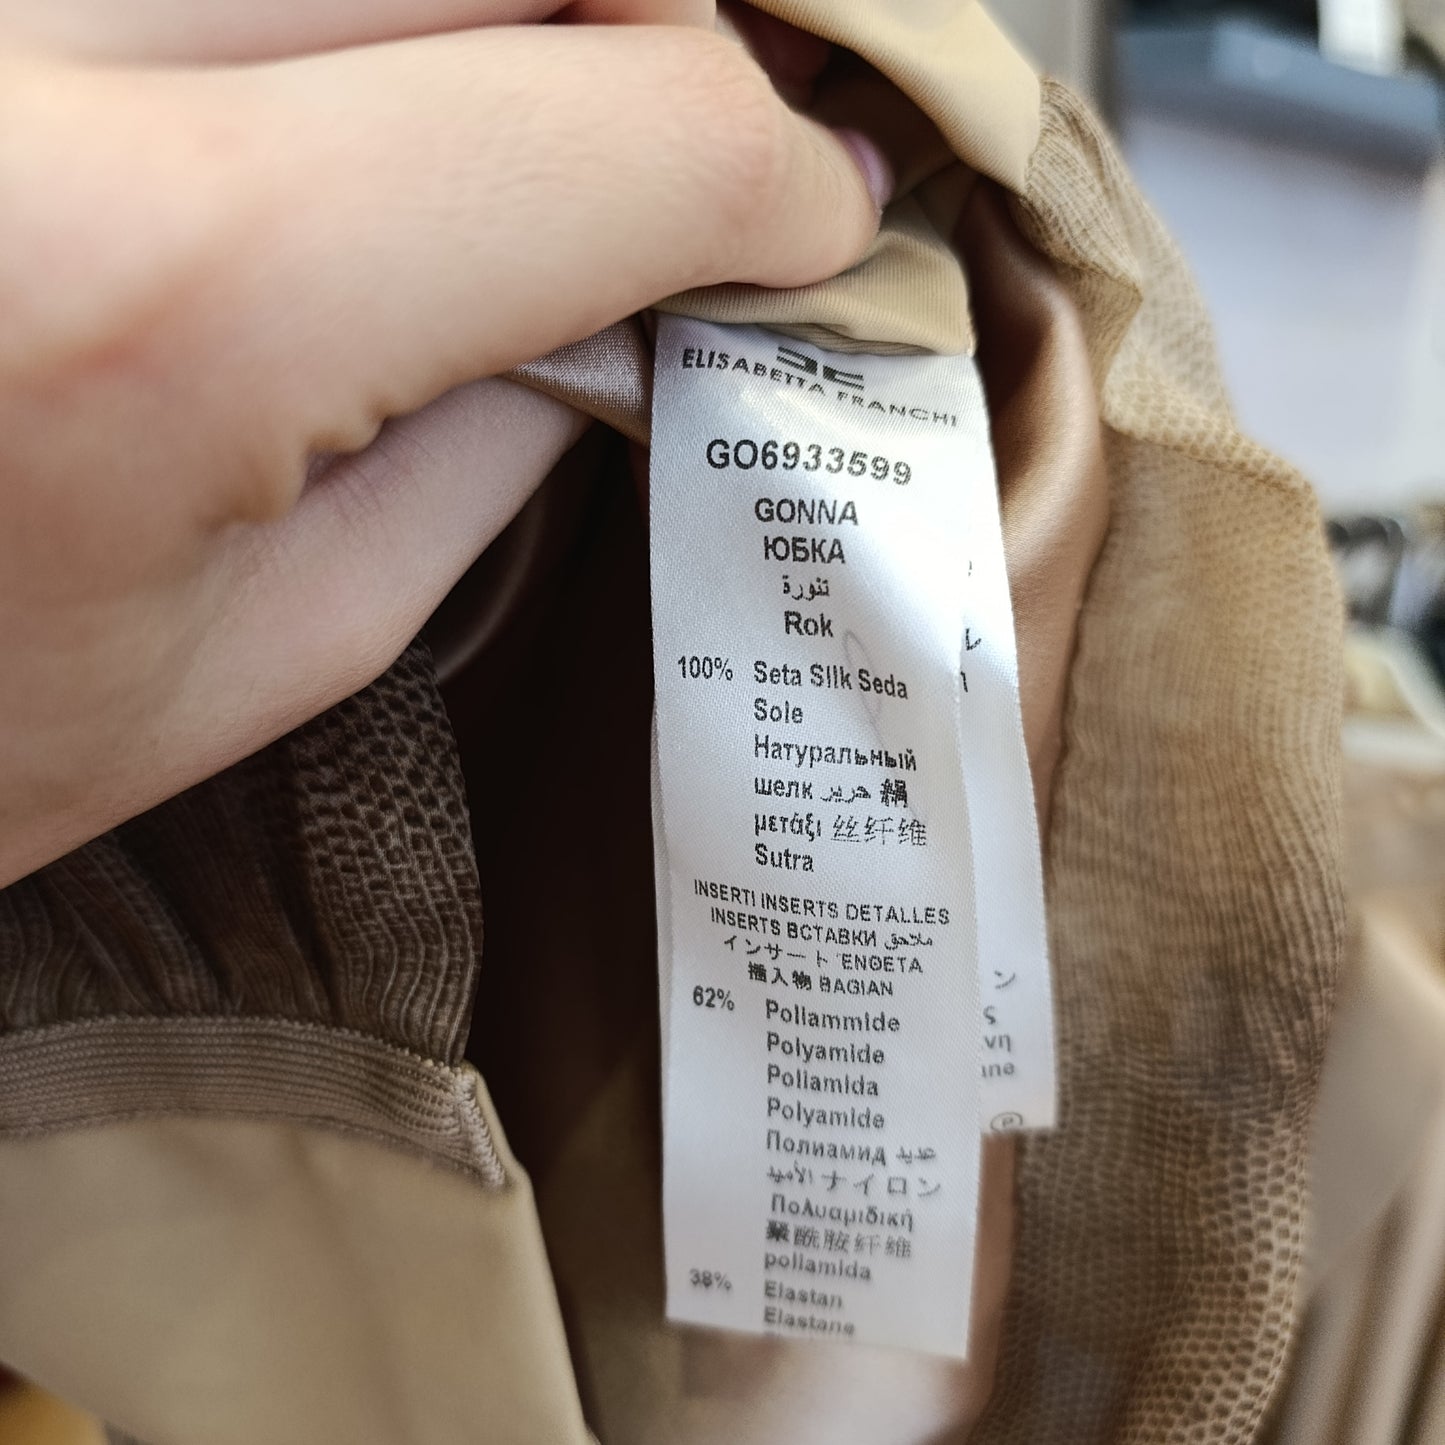 ELISABETTA FRANCHI
GO6933599
GONNA
ЮБКА
تنورة
Rok
100% Seta Silk Seda
Sole
Натуральный
шелк حرير 絹
μετάξι 丝纤维
Sutra
INSERTI INSERTS DETALLES
INSERTS ВСТАВКИ ملاحق
インサート ΈΝΘΕΤΑ
插入物 BAGIAN
62% Poliammide
Polyamide
Poliamida
Polyamide
Полиамид
ナイロン
Πολυαμιδική
聚酰胺纤维
poliamida
38% Elastan
Elastane